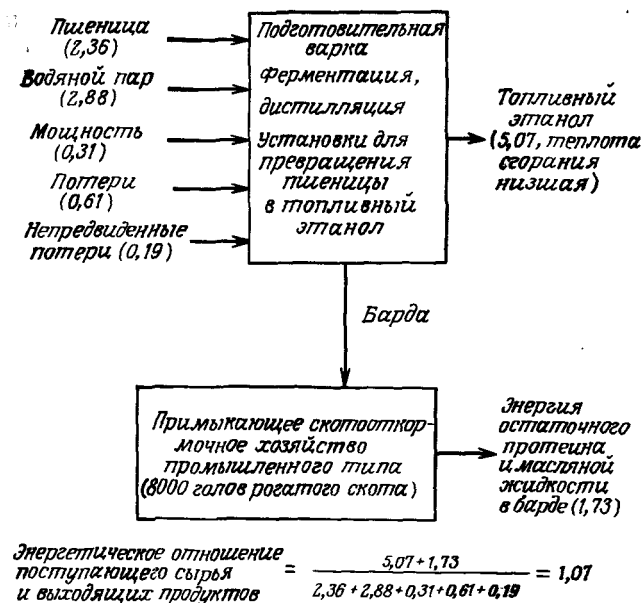 Пшеница
(2,36)
Водяной пар
(2,88)
Мощность
(0,31)
Потери
(0,61)
Непредвиденные
потери (0,19)
Подготовительная
варка
Ферментация,
дистилляция
Установки для
превращения
пшеницы
в топливный
этанол
Топливный
этанол
(5,07, теплота
сгорания
низшая)
Барда
Примыкающее скотооткор-
мочное хозяйство
промышленного типа
(8000 голов рогатого скота)
Энергия
остаточного
протеина
и масляной
жидкости
в барде (1,73)
Энергетическое отношение
поступающего сырья
и выходящих продуктов
= 5,07 + 1,73
2,36 + 2,88 + 0,31 + 0,61 + 0,19
= 1,07